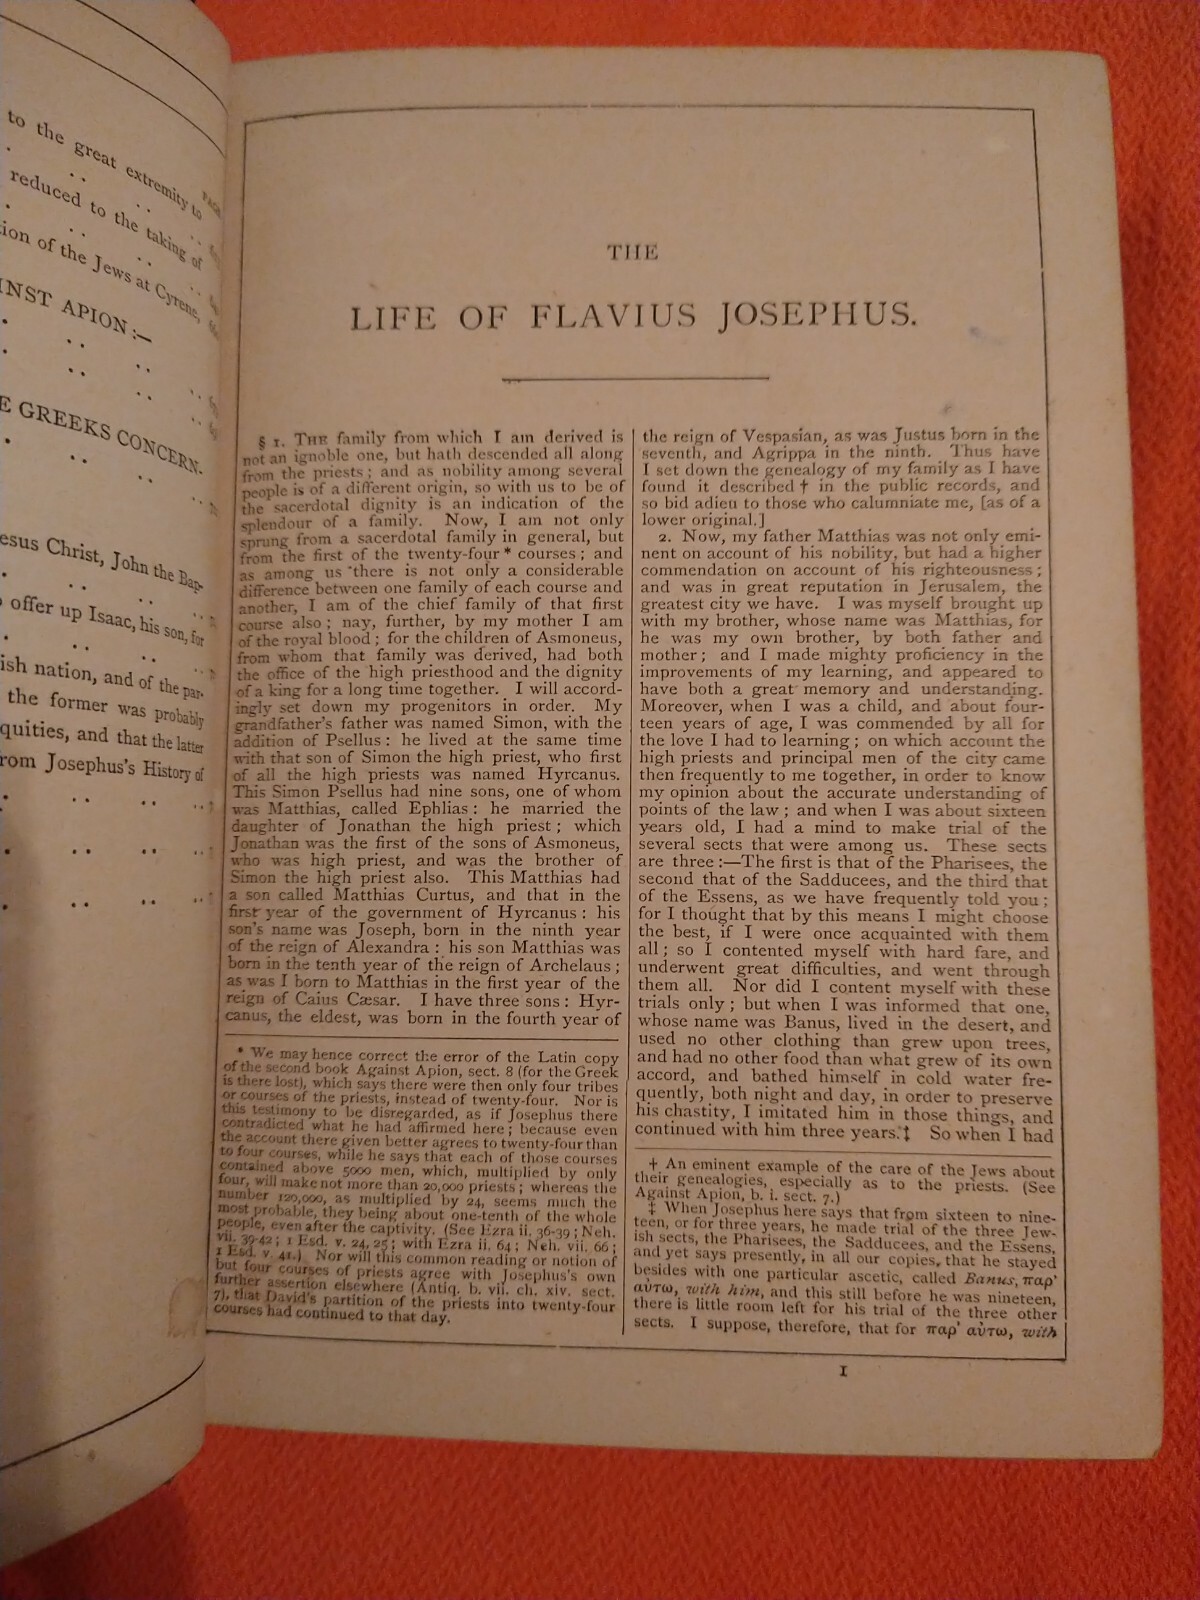 to the great extremity to
reduced to the taking of
tion of the Jews at Cyrene,
INST APION:—
E GREEKS CONCERN.
esus Christ, John the Bap-
o offer up Isaac, his son, for
ish nation, and of the par-
the former was probably
quities, and that the latter
rom Josephus's History of
THE
LIFE OF FLAVIUS JOSEPHUS.
§ 1. THE family from which I am derived is
not an ignoble one, but hath descended all along
from the priests; and as nobility among several
people is of a different origin, so with us to be of
the sacerdotal dignity is an indication of the
splendour of a family. Now, I am not only
sprung from a sacerdotal family in general, but
from the first of the twenty-four* courses; and
as among us there is not only a considerable
difference between one family of each course and
another, I am of the chief family of that first
course also; nay, further, by my mother I am
of the royal blood; for the children of Asmoneus,
from whom that family was derived, had both
the office of the high priesthood and the dignity
of a king for a long time together. I will accord-
ingly set down my progenitors in order. My
grandfather's father was named Simon, with the
addition of Psellus: he lived at the same time
with that son of Simon the high priest, who first
of all the high priests was named Hyrcanus.
This Simon Psellus had nine sons, one of whom
was Matthias, called Ephlias: he married the
daughter of Jonathan the high priest; which
Jonathan was the first of the sons of Asmoneus,
who was high priest, and was the brother of
Simon the high priest also. This Matthias had
a son called Matthias Curtus, and that in the
first year of the government of Hyrcanus: his
son's name was Joseph, born in the ninth year
of the reign of Alexandra: his son Matthias was
born in the tenth year of the reign of Archelaus;
as was I born to Matthias in the first year of the
reign of Caius Cæsar. I have three sons: Hyr-
canus, the eldest, was born in the fourth year of
* We may hence correct the error of the Latin copy
of the second book Against Apion, sect. 8 (for the Greek
is there lost), which says there were then only four tribes
or courses of the priests, instead of twenty-four. Nor is
this testimony to be disregarded, as if Josephus there
contradicted what he had affirmed here; because even
the account there given better agrees to twenty-four than
to four courses, while he says that each of those courses
contained above 5000 men, which, multiplied by only
four, will make not more than 20,000 priests; whereas the
number 120,000, as multiplied by 24, seems much the
most probable, they being about one-tenth of the whole
people, even after the captivity. (See Ezra ii. 36-39; Neh.
vii. 39-42; 1 Esd. v. 24, 25; with Ezra ii. 64; Neh. vii. 66;
1 Esd. v. 41.) Nor will this common reading or notion of
but four courses of priests agree with Josephus's own
further assertion elsewhere (Antiq. b. vii. ch. xiv. sect.
7), that David's partition of the priests into twenty-four
courses had continued to that day.
the reign of Vespasian, as was Justus born in the
seventh, and Agrippa in the ninth. Thus have
I set down the genealogy of my family as I have
found it described† in the public records, and
so bid adieu to those who calumniate me, [as of a
lower original.]
2. Now, my father Matthias was not only emi-
nent on account of his nobility, but had a higher
commendation on account of his righteousness;
and was in great reputation in Jerusalem, the
greatest city we have. I was myself brought up
with my brother, whose name was Matthias, for
he was my own brother, by both father and
mother; and I made mighty proficiency in the
improvements of my learning, and appeared to
have both a great memory and understanding.
Moreover, when I was a child, and about four-
teen years of age, I was commended by all for
the love I had to learning; on which account the
high priests and principal men of the city came
then frequently to me together, in order to know
my opinion about the accurate understanding of
points of the law; and when I was about sixteen
years old, I had a mind to make trial of the
several sects that were among us. These sects
are three:—The first is that of the Pharisees, the
second that of the Sadducees, and the third that
of the Essens, as we have frequently told you;
for I thought that by this means I might choose
the best, if I were once acquainted with them
all; so I contented myself with hard fare, and
underwent great difficulties, and went through
them all. Nor did I content myself with these
trials only; but when I was informed that one,
whose name was Banus, lived in the desert, and
used no other clothing than grew upon trees,
and had no other food than what grew of its own
accord, and bathed himself in cold water fre-
quently, both night and day, in order to preserve
his chastity, I imitated him in those things, and
continued with him three years.‡ So when I had
† An eminent example of the care of the Jews about
their genealogies, especially as to the priests. (See
Against Apion, b. i. sect. 7.)
‡ When Josephus here says that from sixteen to nine-
teen, or for three years, he made trial of the three Jew-
ish sects, the Pharisees, the Sadducees, and the Essens,
and yet says presently, in all our copies, that he stayed
besides with one particular ascetic, called Banus, παρ'
αὐτω, with him, and this still before he was nineteen,
there is little room left for his trial of the three other
sects. I suppose, therefore, that for παρ' αὐτω, with
1